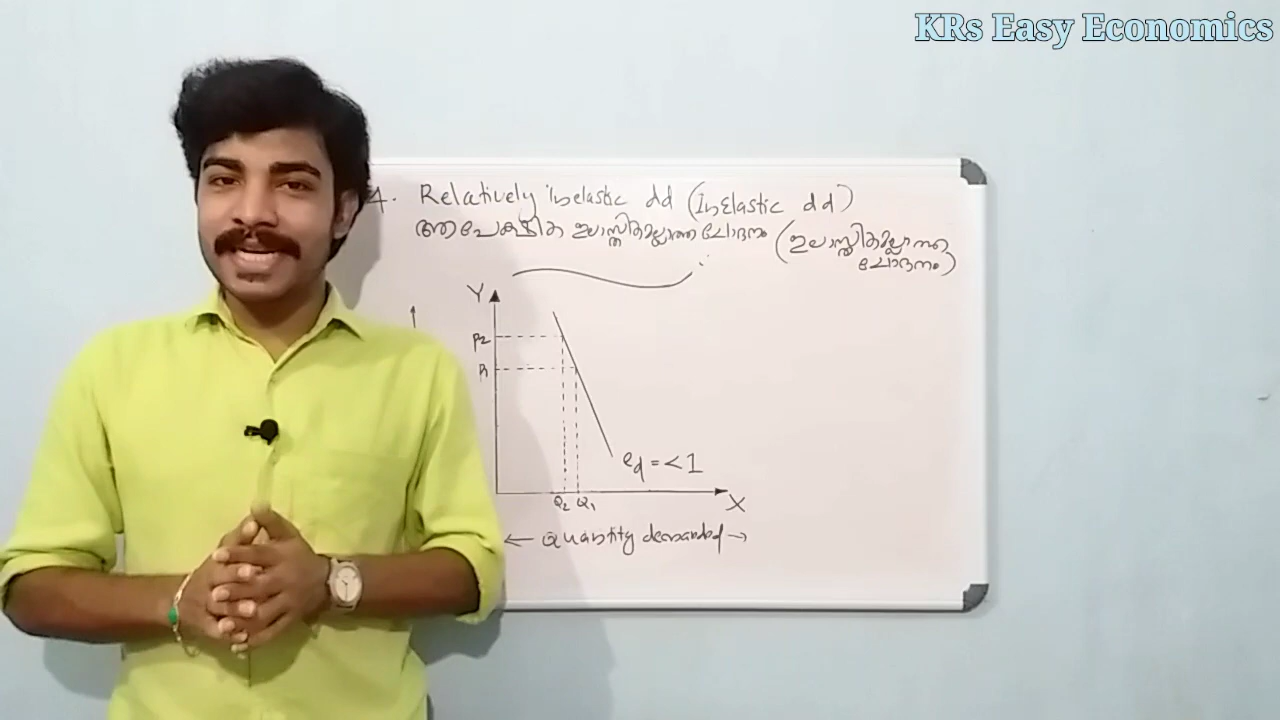 KRs Easy Economics
4. Relatively inelastic dd (InElastic dd)
ആപേക്ഷിക ഇലാസ്തികമല്ലാത്ത ചോദനം (ഇലാസ്തികമല്ലാത്ത
ചോദനം)
Y
P2
P1
ed = < 1
Q2 Q1
X
← Quantity demanded →